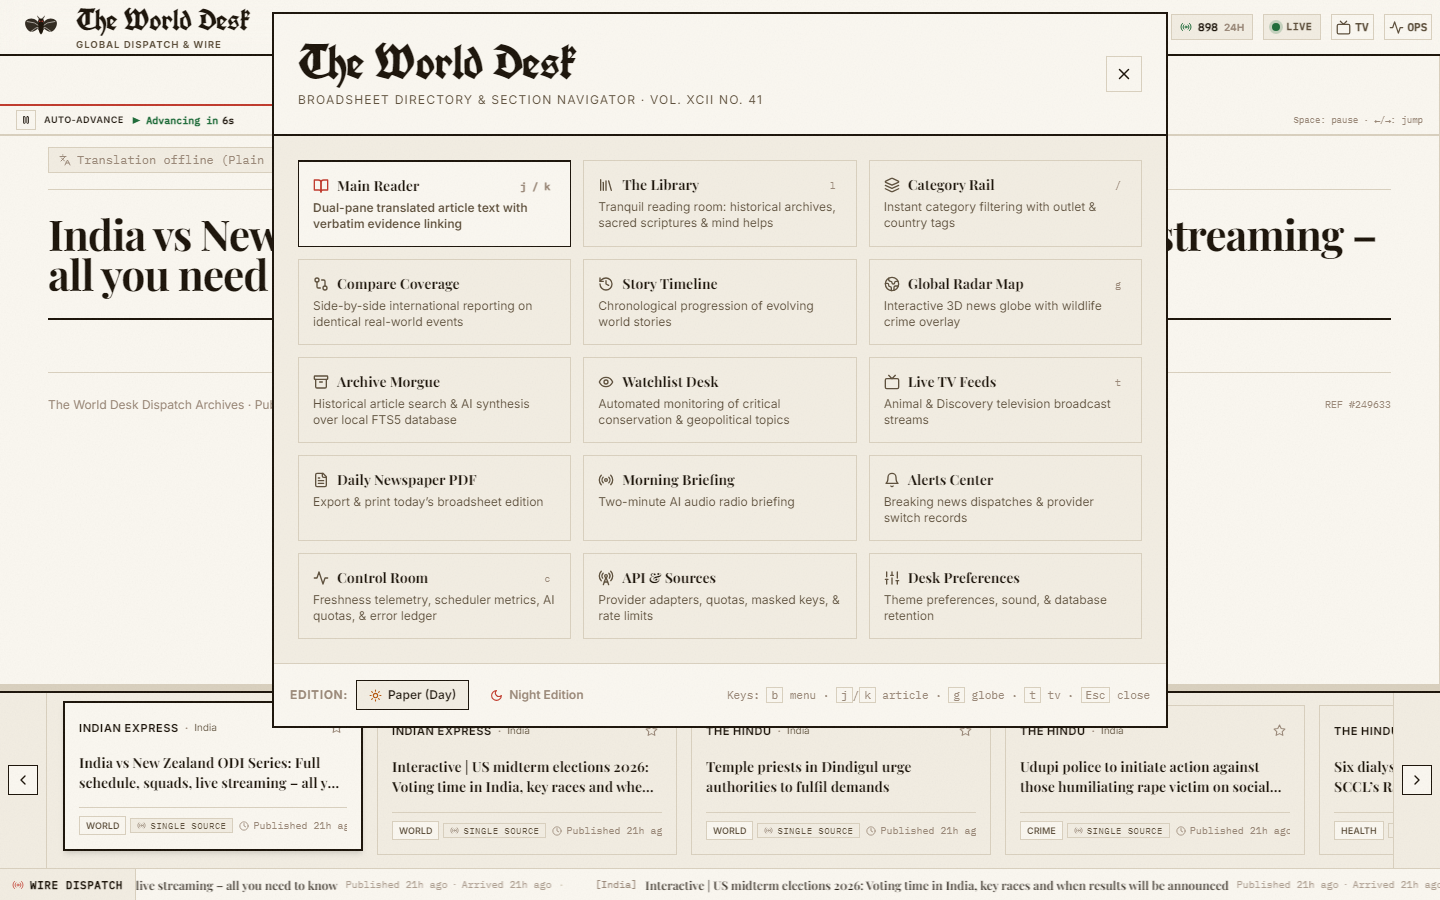 The World Desk
GLOBAL DISPATCH & WIRE
898 24H
LIVE
TV
OPS
AUTO-ADVANCE
▶ Advancing in 6s
Space: pause · ←/→: jump
Translation offline (Plain
India vs New
streaming –
all you need
The World Desk Dispatch Archives ·
REF #249633
The World Desk
BROADSHEET DIRECTORY & SECTION NAVIGATOR · VOL. XCII NO. 41
Main Reader
j / k
Dual-pane translated article text with
verbatim evidence linking
The Library
l
Tranquil reading room: historical archives,
sacred scriptures & mind helps
Category Rail
/
Instant category filtering with outlet &
country tags
Compare Coverage
Side-by-side international reporting on
identical real-world events
Story Timeline
Chronological progression of evolving
world stories
Global Radar Map
g
Interactive 3D news globe with wildlife
crime overlay
Archive Morgue
Historical article search & AI synthesis
over local FTS5 database
Watchlist Desk
Automated monitoring of critical
conservation & geopolitical topics
Live TV Feeds
t
Animal & Discovery television broadcast
streams
Daily Newspaper PDF
Export & print today’s broadsheet edition
Morning Briefing
Two-minute AI audio radio briefing
Alerts Center
Breaking news dispatches & provider
switch records
Control Room
c
Freshness telemetry, scheduler metrics, AI
quotas, & error ledger
API & Sources
Provider adapters, quotas, masked keys, &
rate limits
Desk Preferences
Theme preferences, sound, & database
retention
EDITION:
Paper (Day)
Night Edition
Keys: b menu · j/k article · g globe · t tv · Esc close
INDIAN EXPRESS · India
India vs New Zealand ODI Series: Full
schedule, squads, live streaming – all y...
WORLD
SINGLE SOURCE
Published 21h ag
INDIAN EXPRESS · India
Interactive | US midterm elections 2026:
Voting time in India, key races and whe...
WORLD
SINGLE SOURCE
Published 21h ag
THE HINDU · India
Temple priests in Dindigul urge
authorities to fulfil demands
WORLD
SINGLE SOURCE
Published 21h ag
THE HINDU · India
Udupi police to initiate action against
those humiliating rape victim on social...
CRIME
SINGLE SOURCE
Published 21h ago
THE HINDU
Six dialys
SCCL’s R
HEALTH
WIRE DISPATCH
live streaming – all you need to know Published 21h ago · Arrived 21h ago ·
[India] Interactive | US midterm elections 2026: Voting time in India, key races and when results will be announced Published 21h ago · Arrived 21h ago